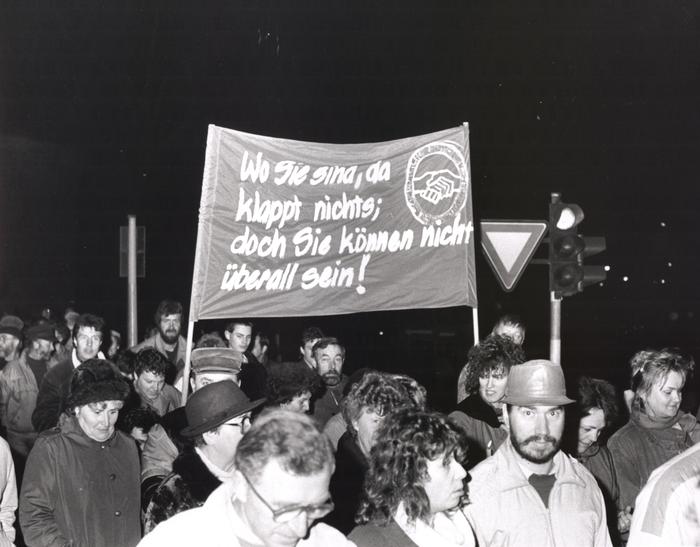 Wo Sie sind, da
klappt nichts;
doch Sie können nicht
überall sein!